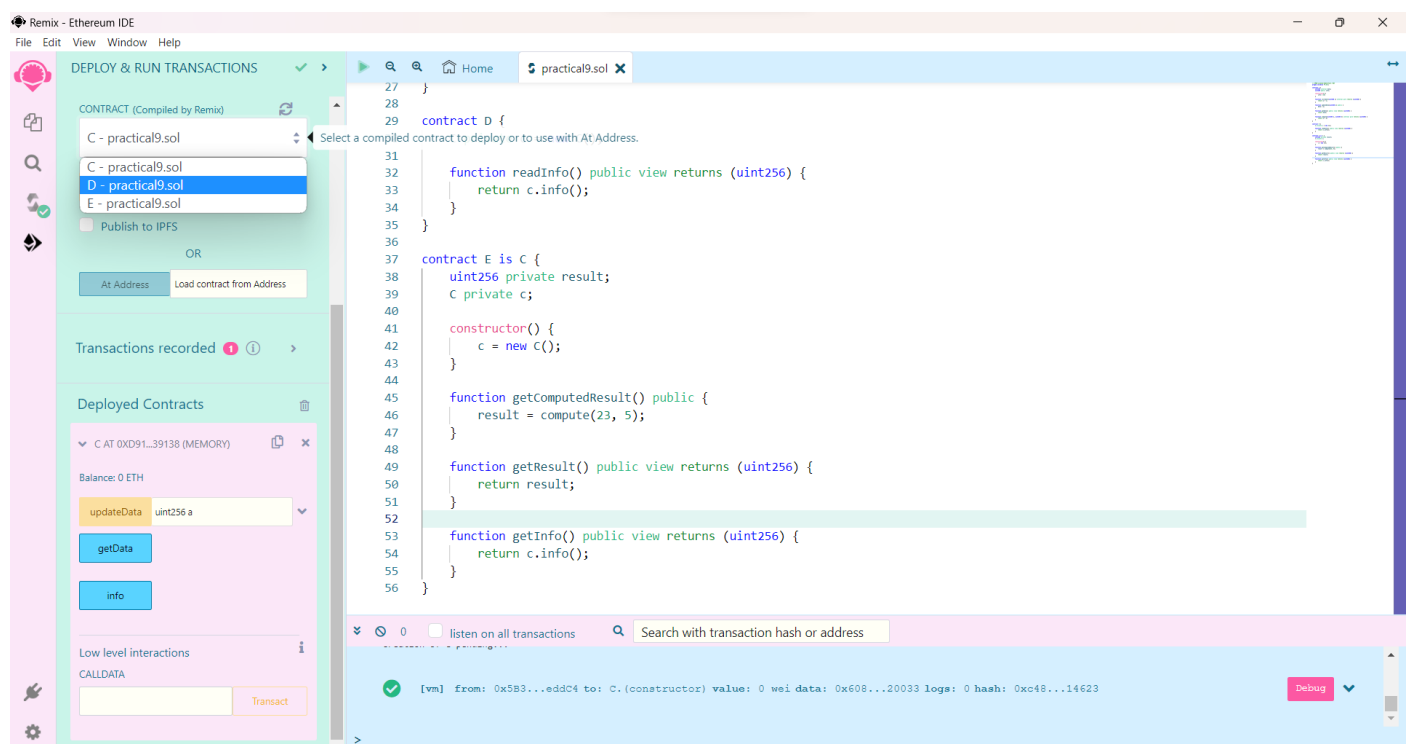 Remix - Ethereum IDE
File Edit View Window Help
DEPLOY & RUN TRANSACTIONS
CONTRACT (Compiled by Remix)
C - practical9.sol
Select a compiled contract to deploy or to use with At Address.
C - practical9.sol
D - practical9.sol
E - practical9.sol
Publish to IPFS
OR
At Address
Load contract from Address
Transactions recorded 1 i
Deployed Contracts
C AT 0XD91...39138 (MEMORY)
Balance: 0 ETH
updateData
uint256 a
getData
info
Low level interactions
i
CALLDATA
Transact
Home
practical9.sol
27 }
28
29 contract D {
31
32 function readInfo() public view returns (uint256) {
33 return c.info();
34 }
35 }
36
37 contract E is C {
38 uint256 private result;
39 C private c;
40
41 constructor() {
42 c = new C();
43 }
44
45 function getComputedResult() public {
46 result = compute(23, 5);
47 }
48
49 function getResult() public view returns (uint256) {
50 return result;
51 }
52
53 function getInfo() public view returns (uint256) {
54 return c.info();
55 }
56 }
0
listen on all transactions
Search with transaction hash or address
[vm] from: 0x5B3...eddC4 to: C.(constructor) value: 0 wei data: 0x608...20033 logs: 0 hash: 0xc48...14623
Debug
>